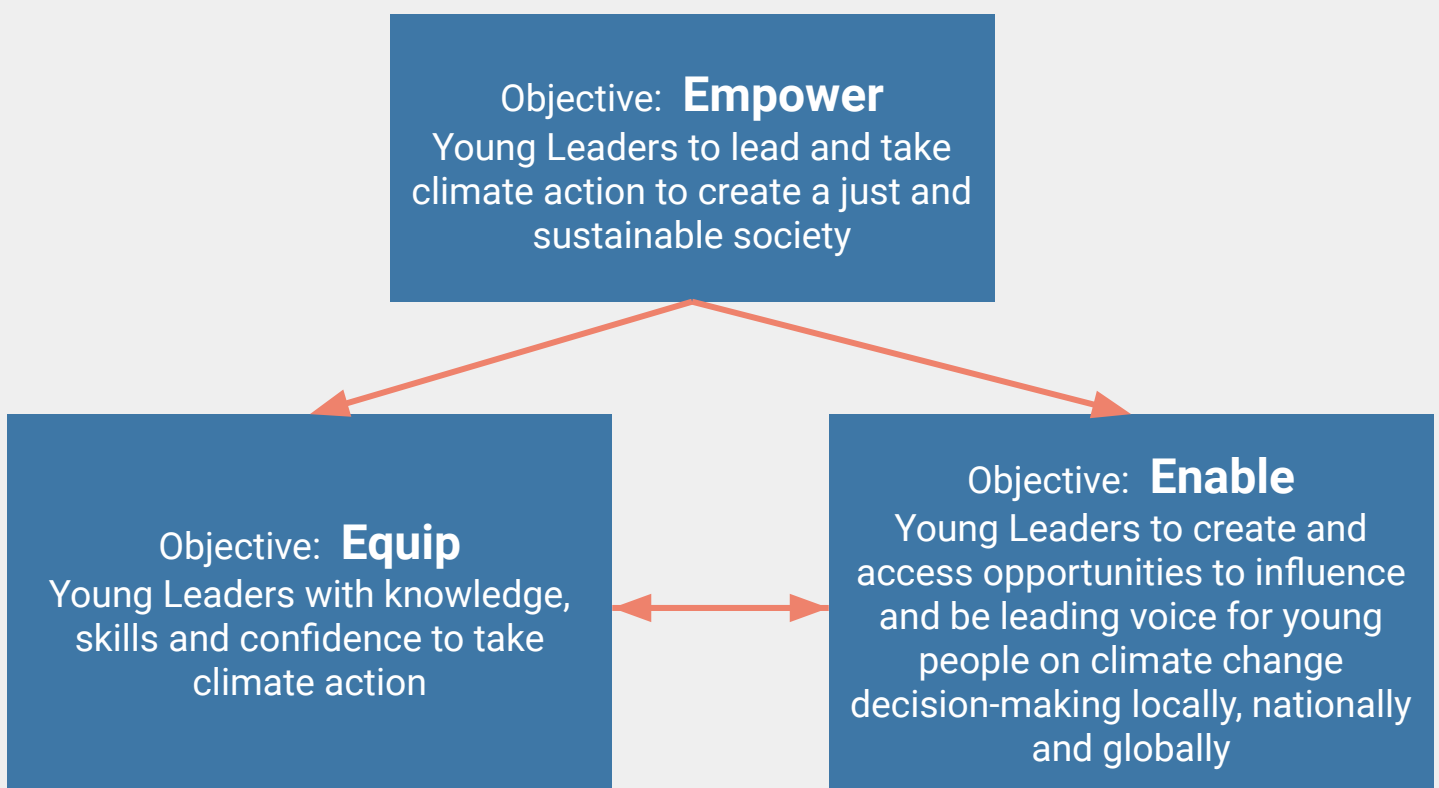 Objective: Empower
Young Leaders to lead and take
climate action to create a just and
sustainable society
Objective: Equip
Young Leaders with knowledge,
skills and confidence to take
climate action
Objective: Enable
Young Leaders to create and
access opportunities to influence
and be leading voice for young
people on climate change
decision-making locally, nationally
and globally